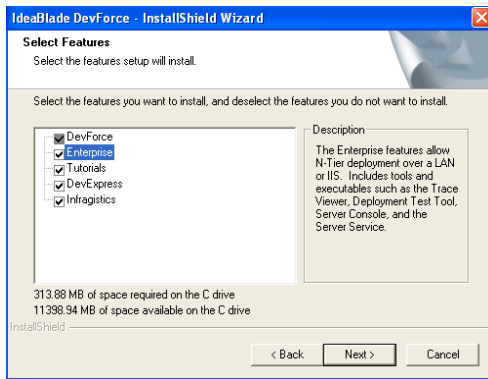 IdeaBlade DevForce - InstallShield Wizard
Select Features
Select the features setup will install.
Select the features you want to install, and deselect the features you do not want to install.
DevForce
Enterprise
Tutorials
DevExpress
Infragistics
Description
The Enterprise features allow
N-Tier deployment over a LAN
or IIS. Includes tools and
executables such as the Trace
Viewer, Deployment Test Tool,
Server Console, and the
Server Service.
313.88 MB of space required on the C drive
11398.94 MB of space available on the C drive
InstallShield
< Back
Next >
Cancel